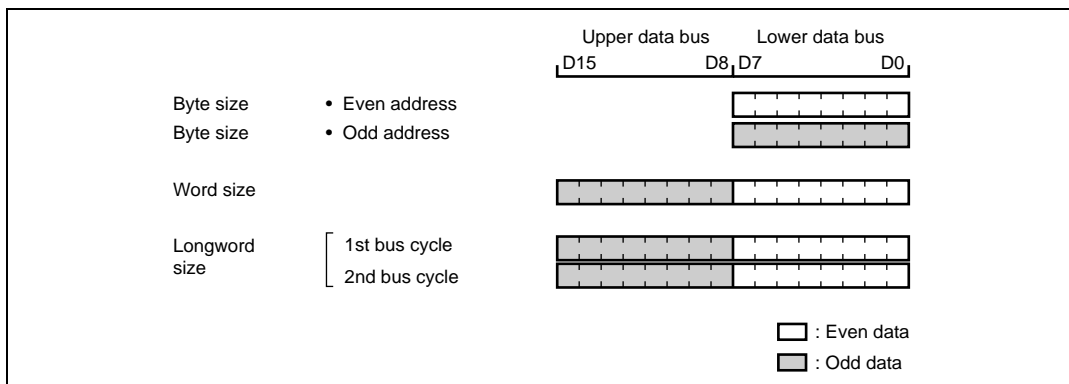 Upper data bus Lower data bus
D15 D8 D7 D0
Byte size • Even address
Byte size • Odd address
Word size
Longword size
1st bus cycle
2nd bus cycle
: Even data
: Odd data